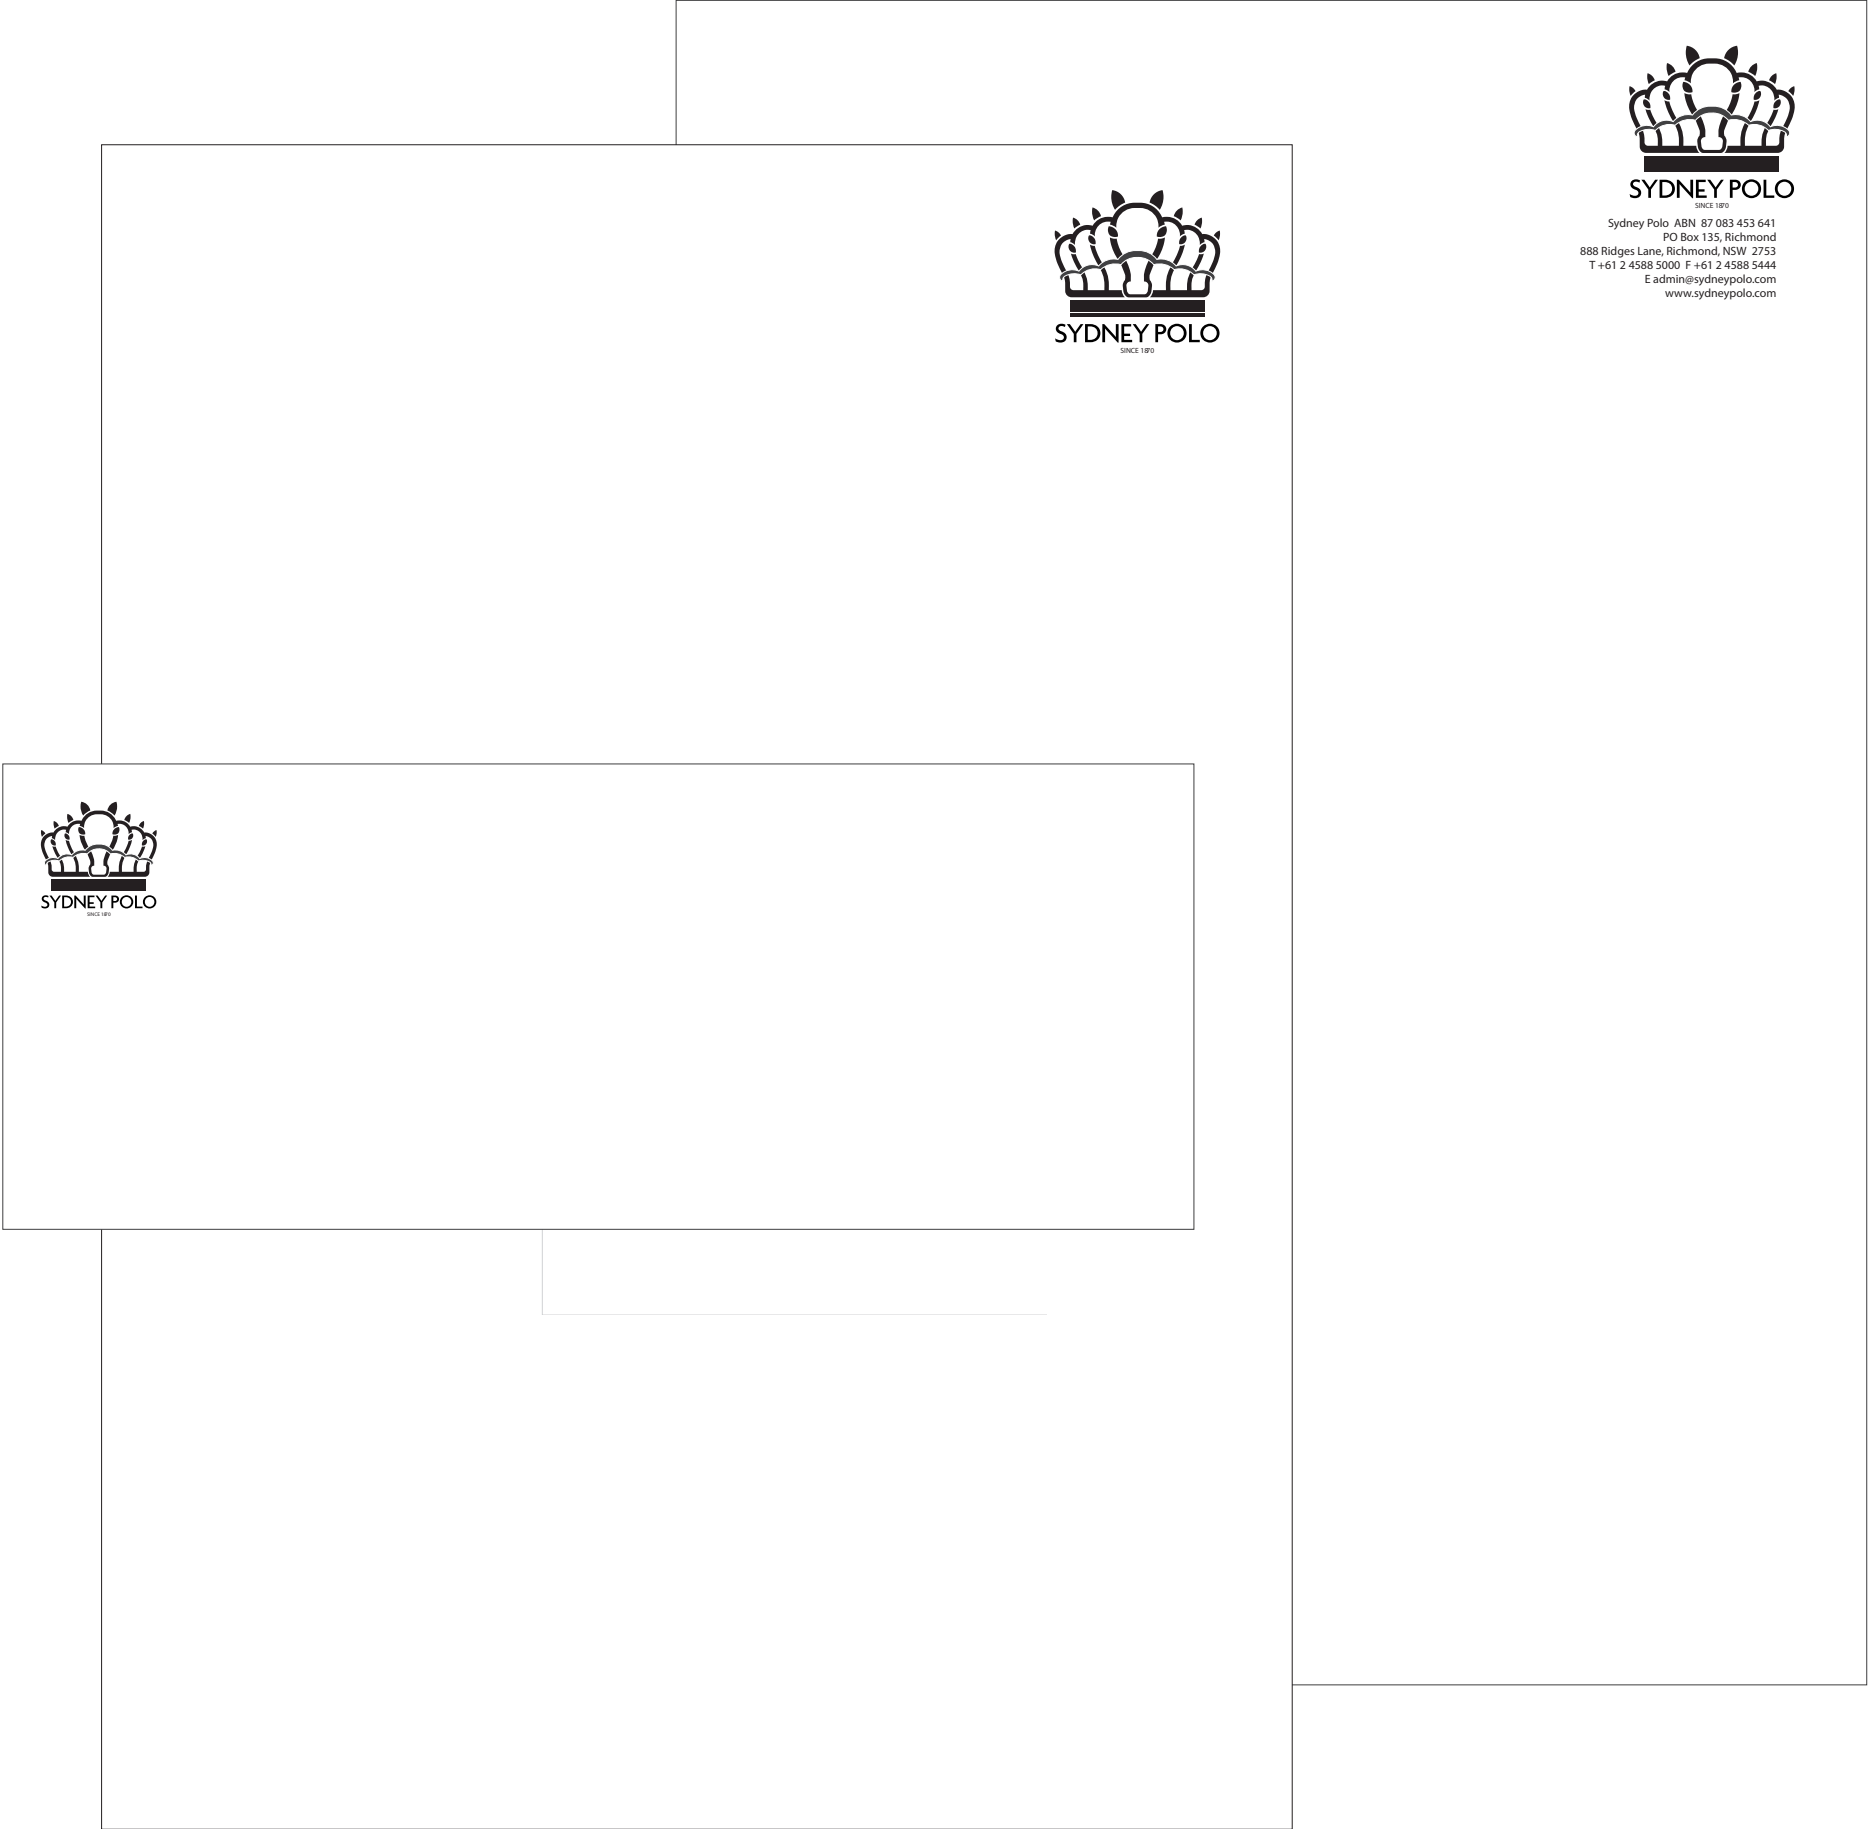 SYDNEY POLO
SINCE 1870
Sydney Polo ABN 87 083 453 641
PO Box 135, Richmond
888 Ridges Lane, Richmond, NSW 2753
T +61 2 4588 5000 F +61 2 4588 5444
E admin@sydneypolo.com
www.sydneypolo.com
SYDNEY POLO
SINCE 1870
SYDNEY POLO
SINCE 1870